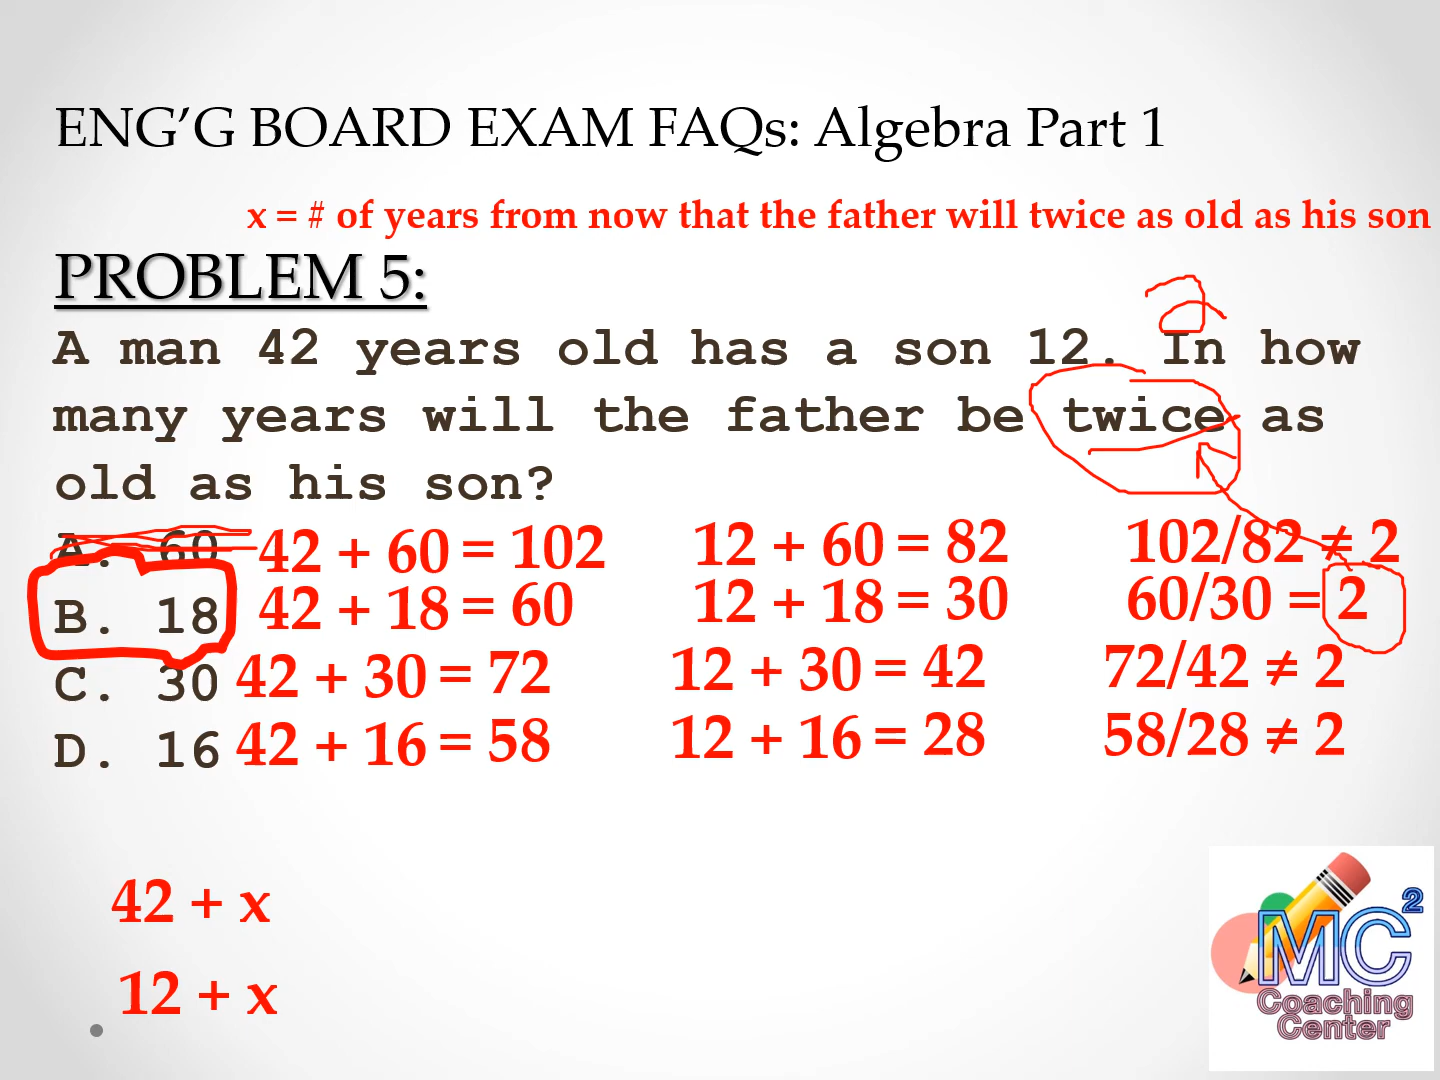 ENG’G BOARD EXAM FAQs: Algebra Part 1
x = # of years from now that the father will twice as old as his son
PROBLEM 5:
2
A man 42 years old has a son 12. In how
many years will the father be twice as
old as his son?
A. 60 42 + 60 = 102 12 + 60 = 82 102/82 ≠ 2
B. 18 42 + 18 = 60 12 + 18 = 30 60/30 = 2
C. 30 42 + 30 = 72 12 + 30 = 42 72/42 ≠ 2
D. 16 42 + 16 = 58 12 + 16 = 28 58/28 ≠ 2
42 + x
12 + x
MC²
Coaching
Center